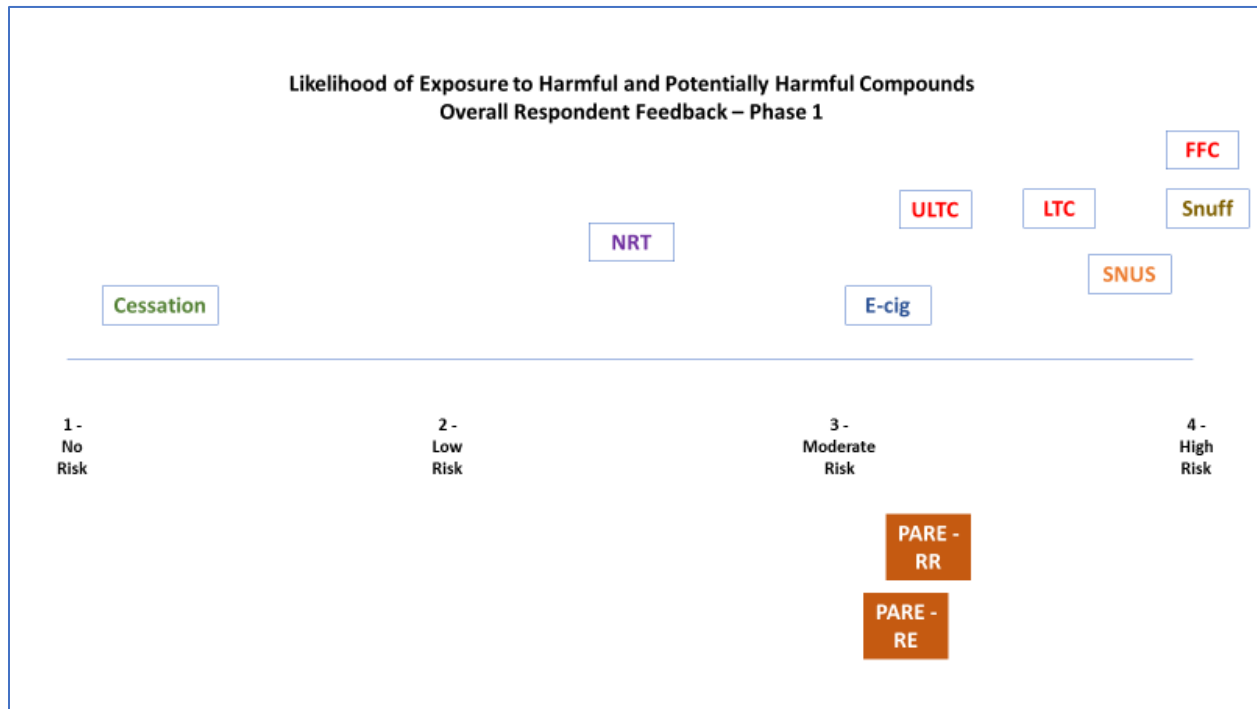 Likelihood of Exposure to Harmful and Potentially Harmful Compounds
Overall Respondent Feedback – Phase 1
FFC
ULTC
LTC
Snuff
NRT
SNUS
Cessation
E-cig
1 -
No
Risk
2 -
Low
Risk
3 -
Moderate
Risk
4 -
High
Risk
PARE -
RR
PARE -
RE